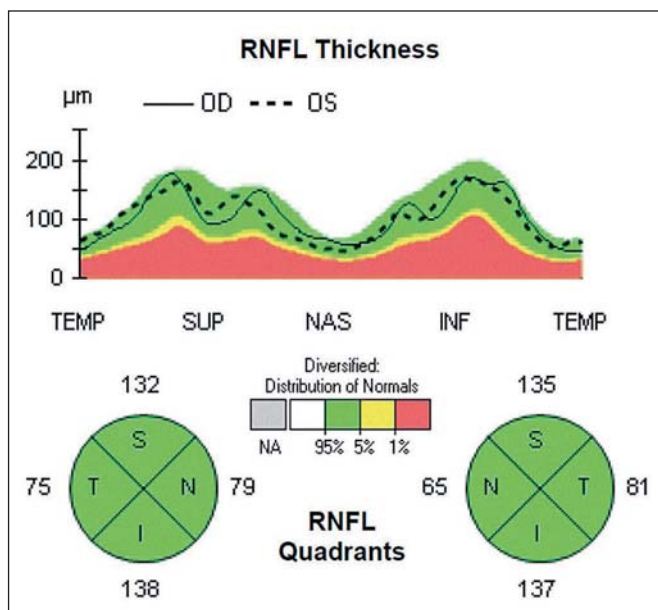 RNFL Thickness
µm
OD OS
200
100
0
TEMP SUP NAS INF TEMP
Diversified:
Distribution of Normals
NA 95% 5% 1%
132
S
75 T N 79
I
138
RNFL
Quadrants
135
S
65 N T 81
I
137